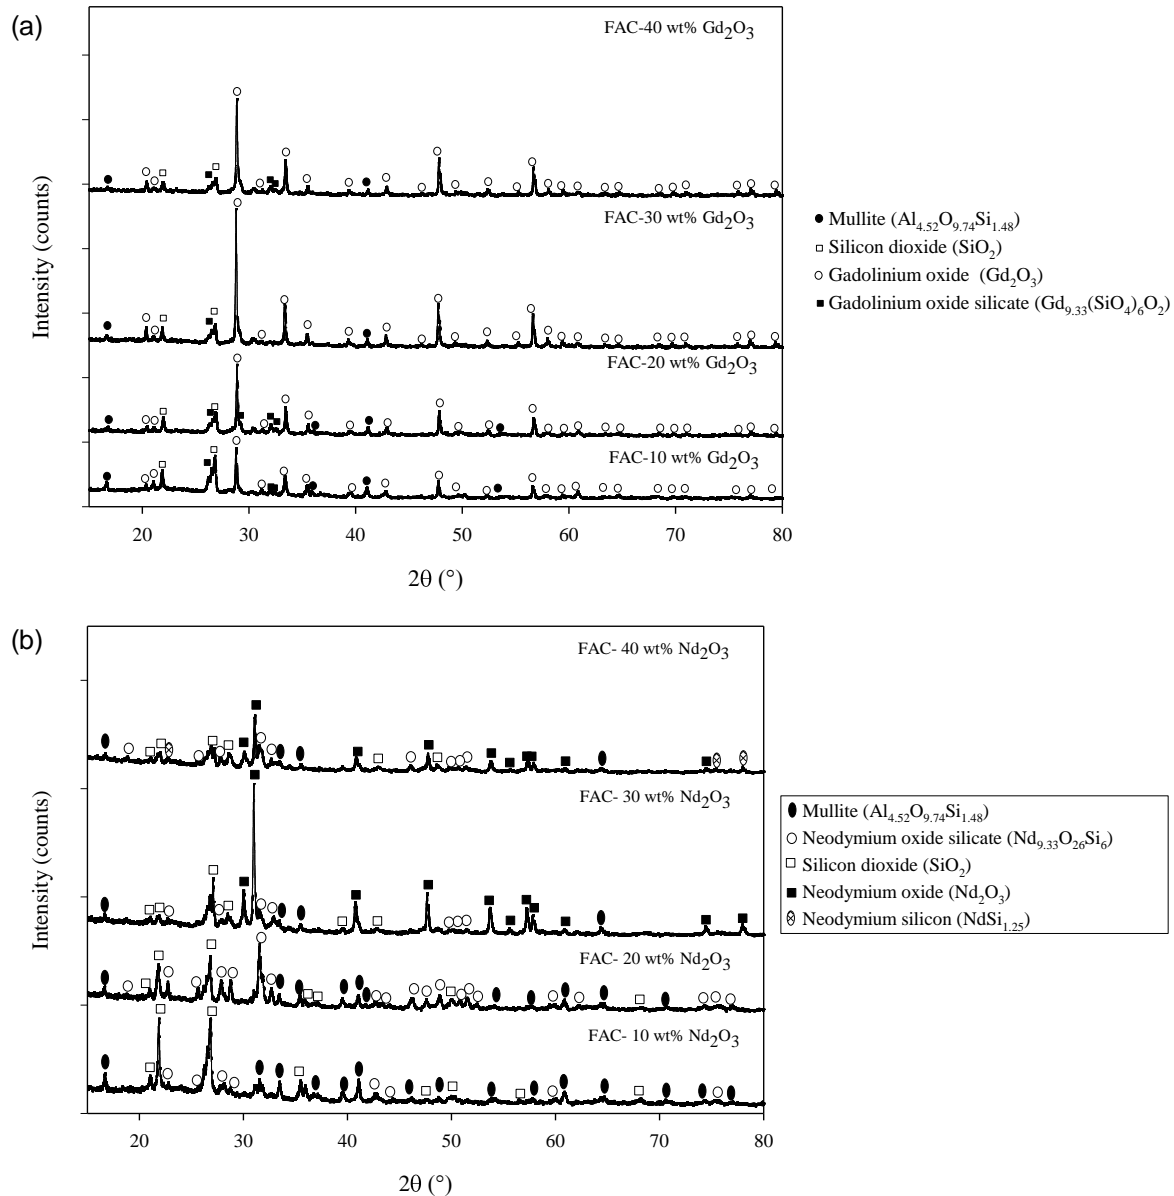 (a)
FAC-40 wt% Gd₂O₃
FAC-30 wt% Gd₂O₃
FAC-20 wt% Gd₂O₃
FAC-10 wt% Gd₂O₃
Intensity (counts)
20 30 40 50 60 70 80
2θ (°)
Mullite (Al₄.₅₂O₉.₇₄Si₁.₄₈)
Silicon dioxide (SiO₂)
Gadolinium oxide (Gd₂O₃)
Gadolinium oxide silicate (Gd₉.₃₃(SiO₄)₆O₂)
(b)
FAC- 40 wt% Nd₂O₃
FAC- 30 wt% Nd₂O₃
FAC- 20 wt% Nd₂O₃
FAC- 10 wt% Nd₂O₃
Intensity (counts)
20 30 40 50 60 70 80
2θ (°)
Mullite (Al₄.₅₂O₉.₇₄Si₁.₄₈)
Neodymium oxide silicate (Nd₉.₃₃O₂₆Si₆)
Silicon dioxide (SiO₂)
Neodymium oxide (Nd₂O₃)
Neodymium silicon (NdSi₁.₂₅)